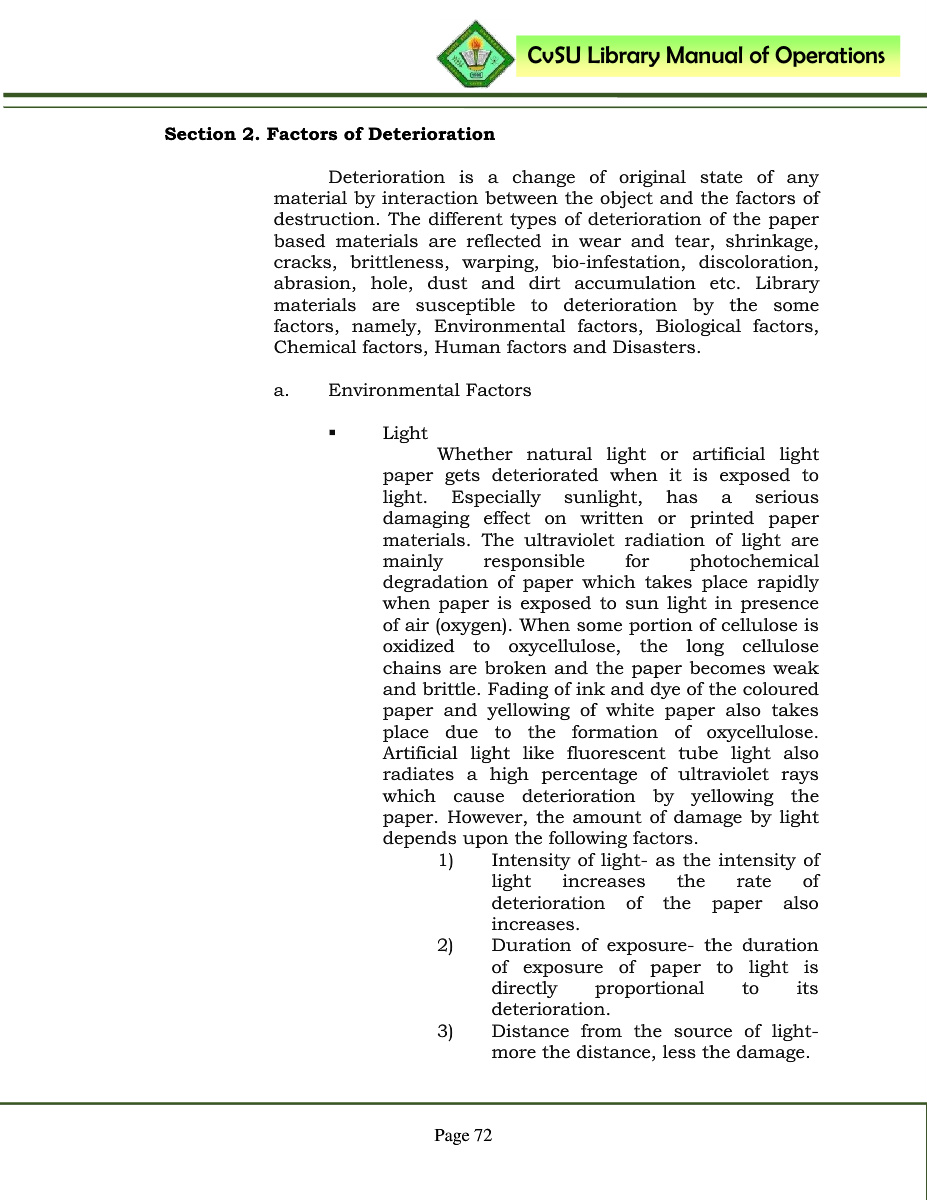 CvSU Library Manual of Operations
Section 2. Factors of Deterioration
Deterioration is a change of original state of any
material by interaction between the object and the factors of
destruction. The different types of deterioration of the paper
based materials are reflected in wear and tear, shrinkage,
cracks, brittleness, warping, bio-infestation, discoloration,
abrasion, hole, dust and dirt accumulation etc. Library
materials are susceptible to deterioration by the some
factors, namely, Environmental factors, Biological factors,
Chemical factors, Human factors and Disasters.
a. Environmental Factors
▪ Light
Whether natural light or artificial light
paper gets deteriorated when it is exposed to
light. Especially sunlight, has a serious
damaging effect on written or printed paper
materials. The ultraviolet radiation of light are
mainly responsible for photochemical
degradation of paper which takes place rapidly
when paper is exposed to sun light in presence
of air (oxygen). When some portion of cellulose is
oxidized to oxycellulose, the long cellulose
chains are broken and the paper becomes weak
and brittle. Fading of ink and dye of the coloured
paper and yellowing of white paper also takes
place due to the formation of oxycellulose.
Artificial light like fluorescent tube light also
radiates a high percentage of ultraviolet rays
which cause deterioration by yellowing the
paper. However, the amount of damage by light
depends upon the following factors.
1) Intensity of light- as the intensity of
light increases the rate of
deterioration of the paper also
increases.
2) Duration of exposure- the duration
of exposure of paper to light is
directly proportional to its
deterioration.
3) Distance from the source of light-
more the distance, less the damage.
Page 72